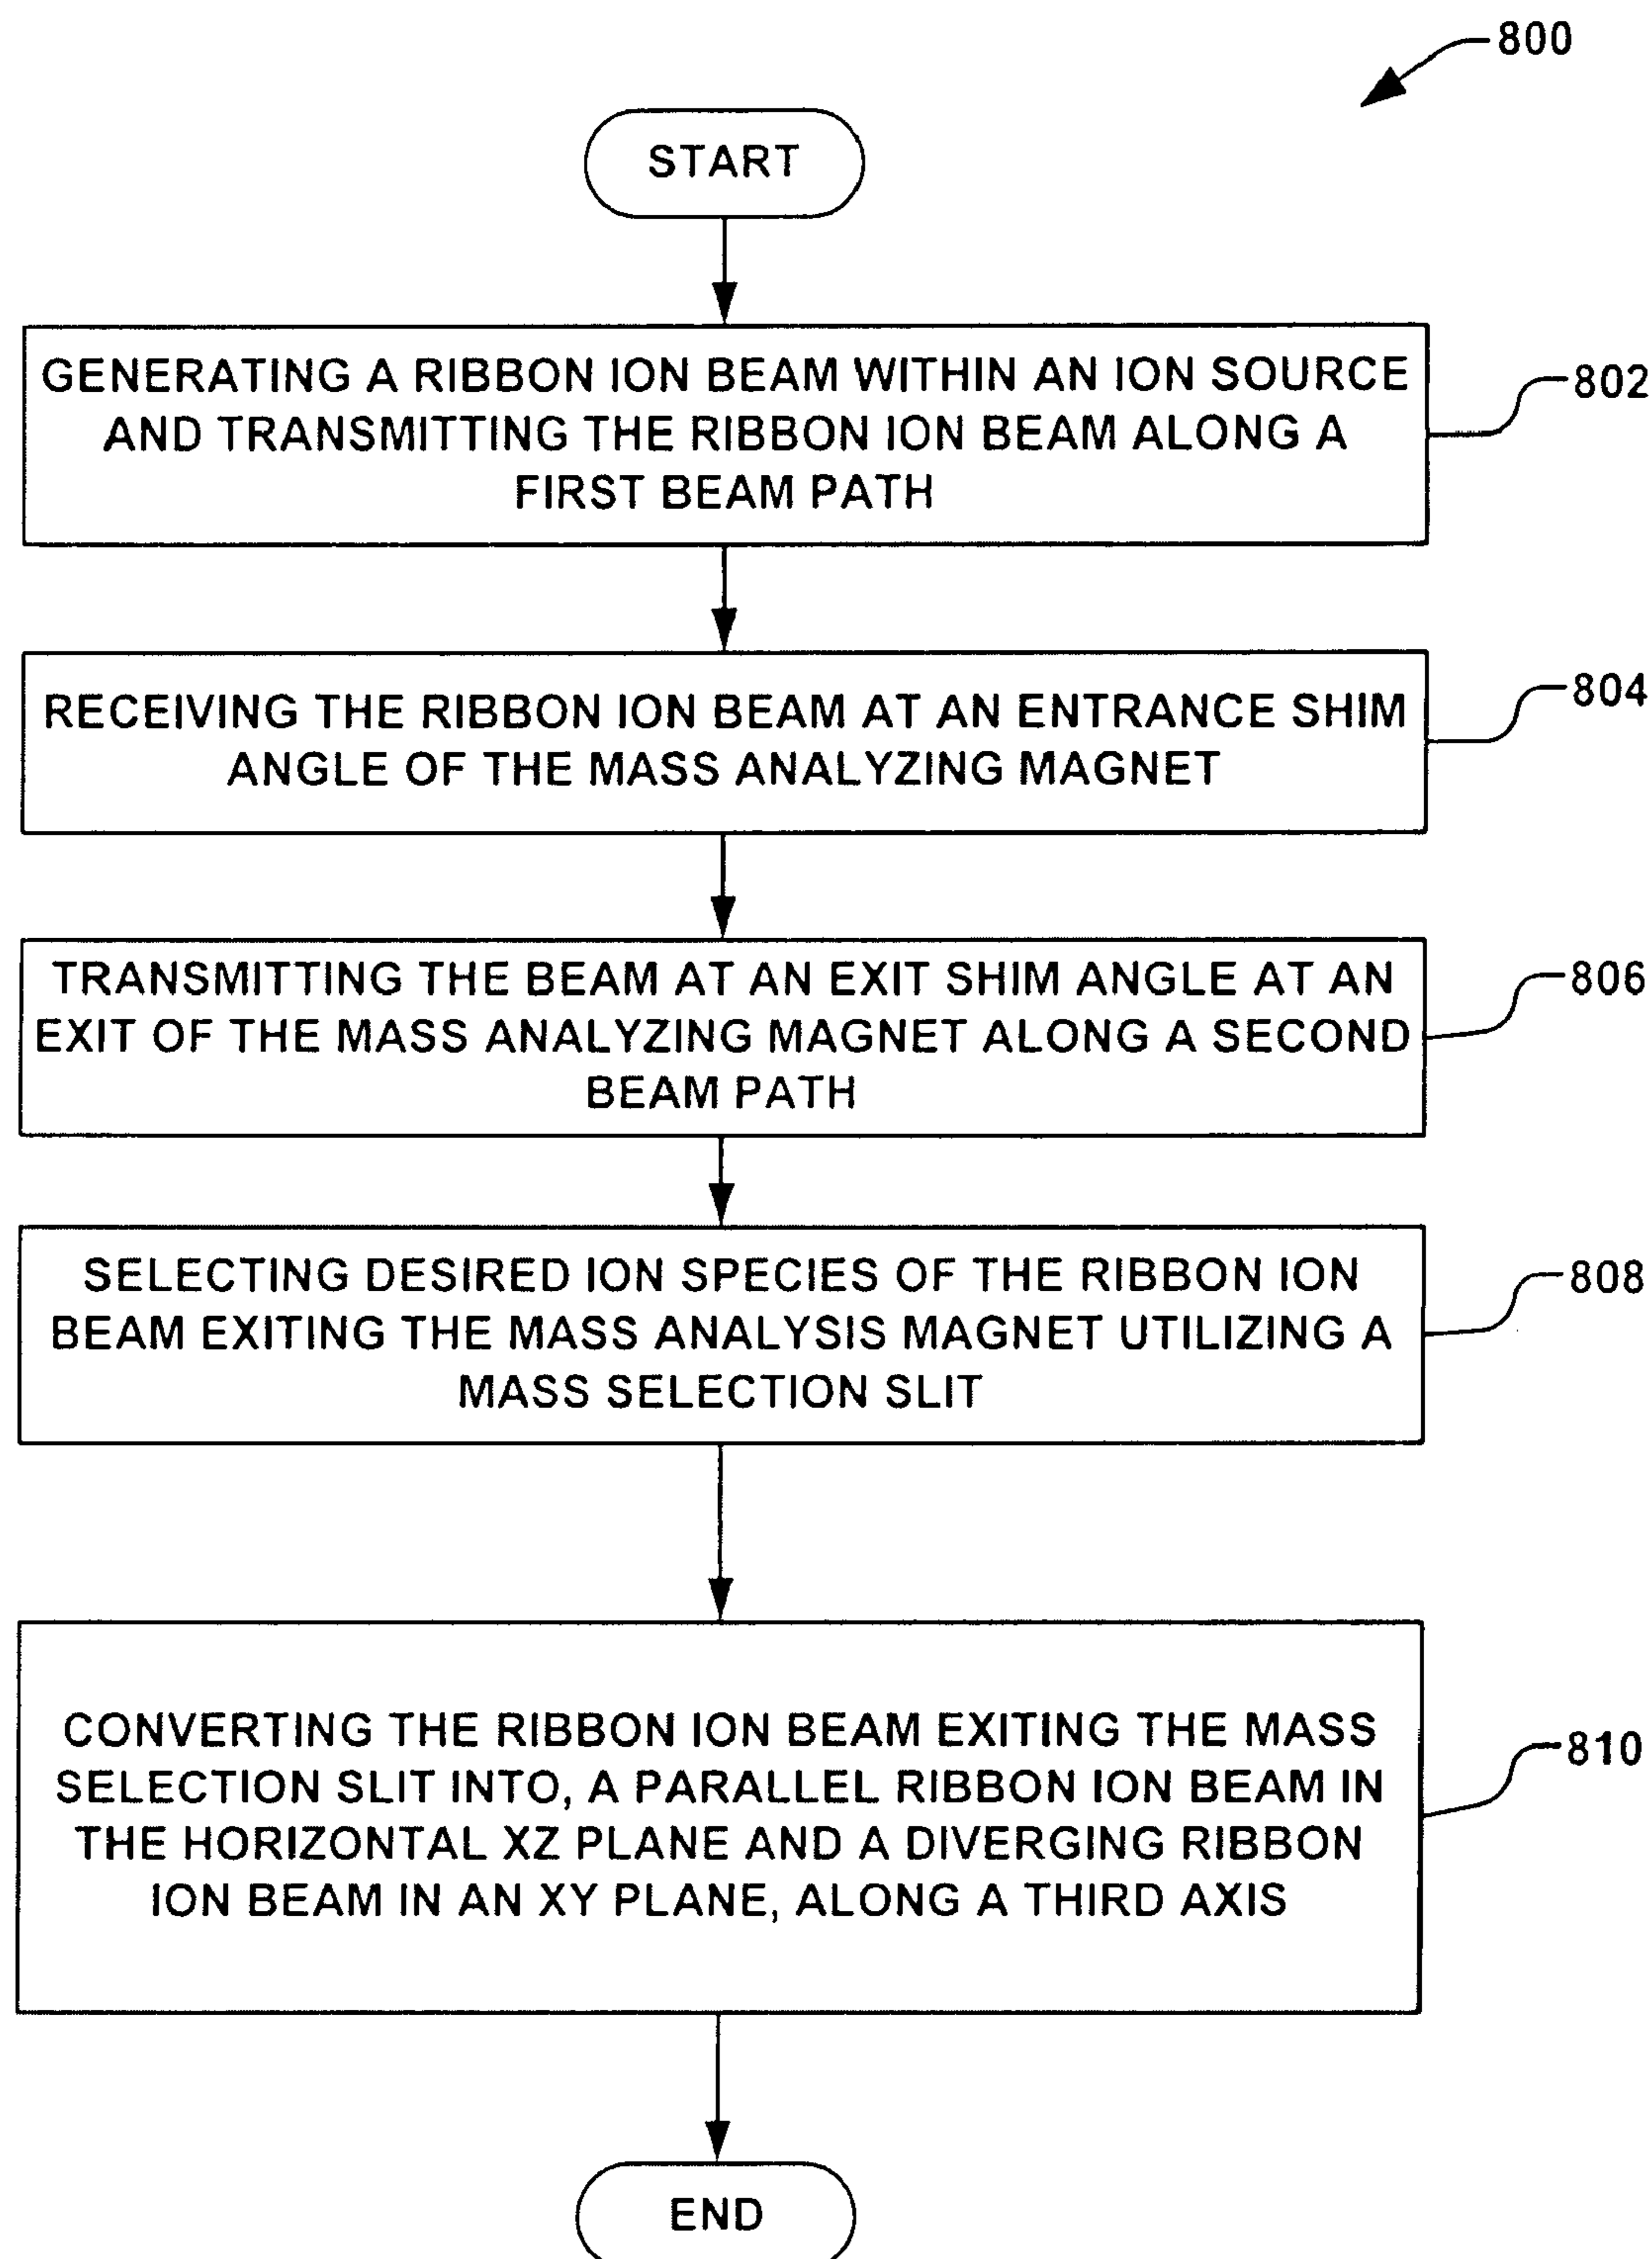 800
START
GENERATING A RIBBON ION BEAM WITHIN AN ION SOURCE
AND TRANSMITTING THE RIBBON ION BEAM ALONG A
FIRST BEAM PATH
802
RECEIVING THE RIBBON ION BEAM AT AN ENTRANCE SHIM
ANGLE OF THE MASS ANALYZING MAGNET
804
TRANSMITTING THE BEAM AT AN EXIT SHIM ANGLE AT AN
EXIT OF THE MASS ANALYZING MAGNET ALONG A SECOND
BEAM PATH
806
SELECTING DESIRED ION SPECIES OF THE RIBBON ION
BEAM EXITING THE MASS ANALYSIS MAGNET UTILIZING A
MASS SELECTION SLIT
808
CONVERTING THE RIBBON ION BEAM EXITING THE MASS
SELECTION SLIT INTO, A PARALLEL RIBBON ION BEAM IN
THE HORIZONTAL XZ PLANE AND A DIVERGING RIBBON
ION BEAM IN AN XY PLANE, ALONG A THIRD AXIS
810
END